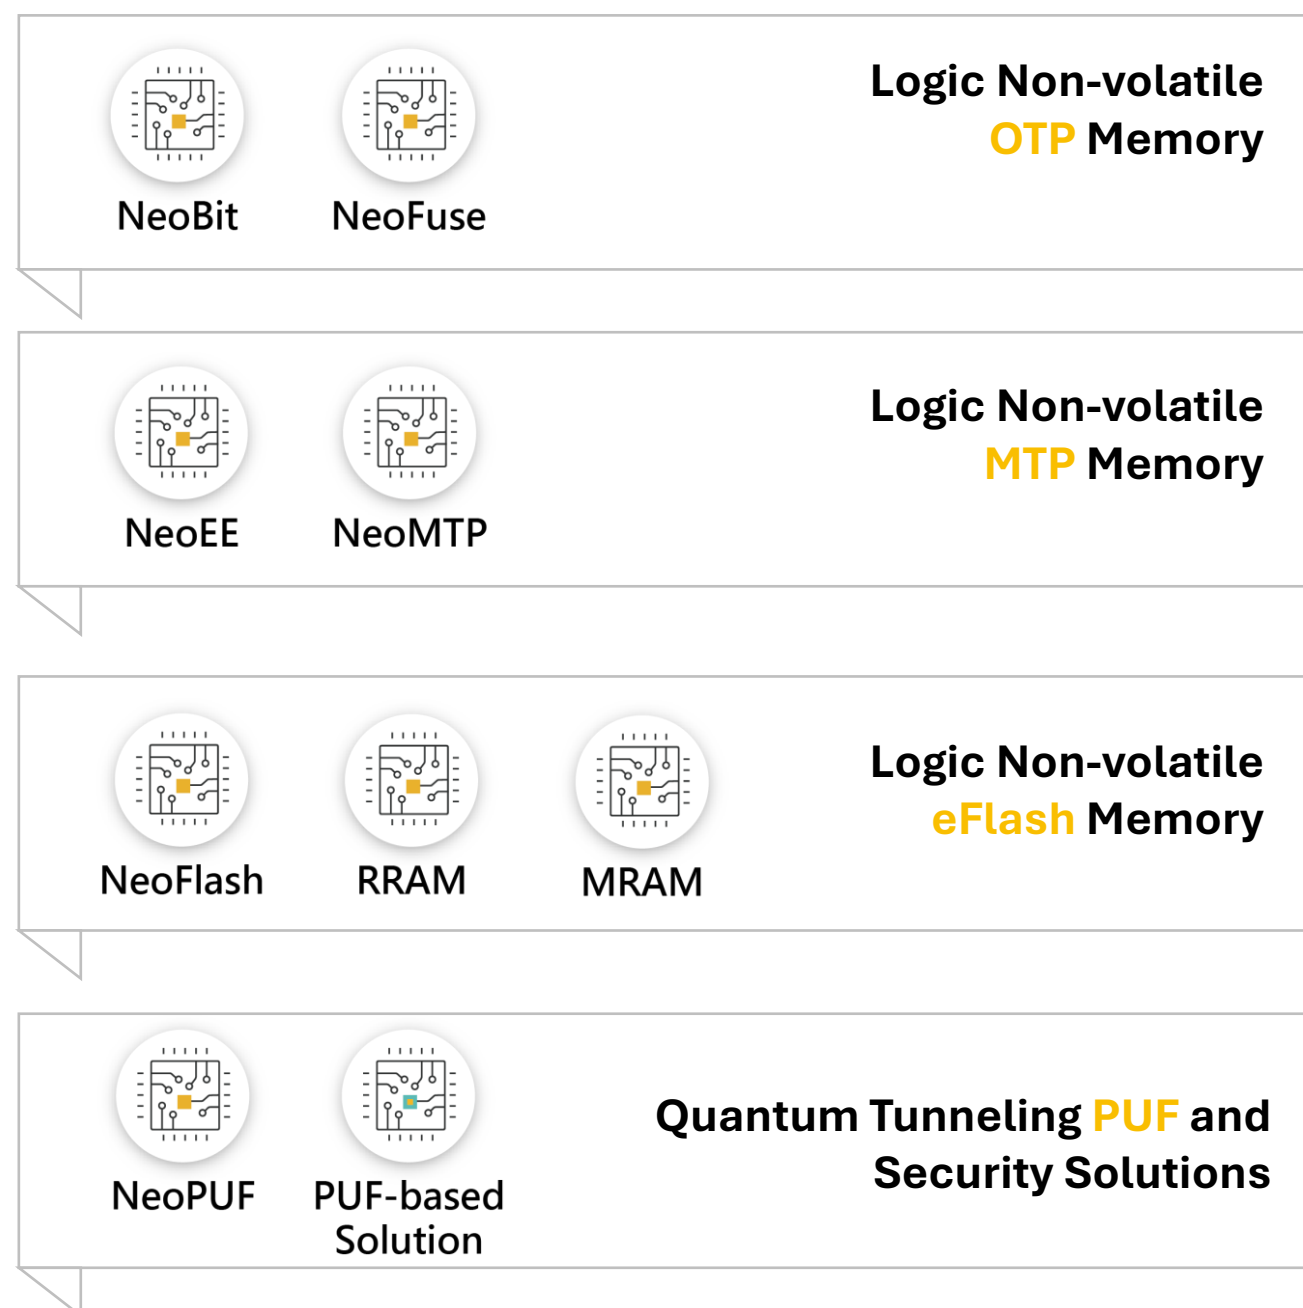 NeoBit
NeoFuse
Logic Non-volatile
OTP Memory
NeoEE
NeoMTP
Logic Non-volatile
MTP Memory
NeoFlash
RRAM
MRAM
Logic Non-volatile
eFlash Memory
NeoPUF
PUF-based
Solution
Quantum Tunneling PUF and
Security Solutions